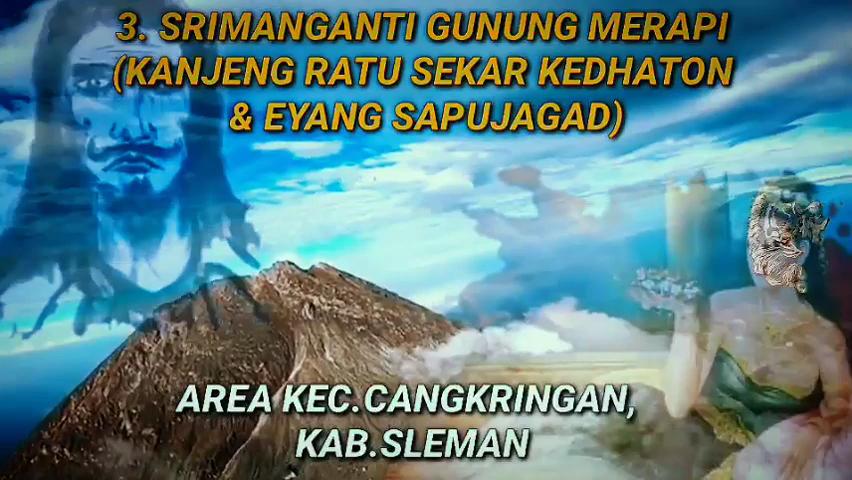 3. SRIMANGANTI GUNUNG MERAPI
(KANJENG RATU SEKAR KEDHATON
& EYANG SAPUJAGAD)
AREA KEC.CANGKRINGAN,
KAB.SLEMAN